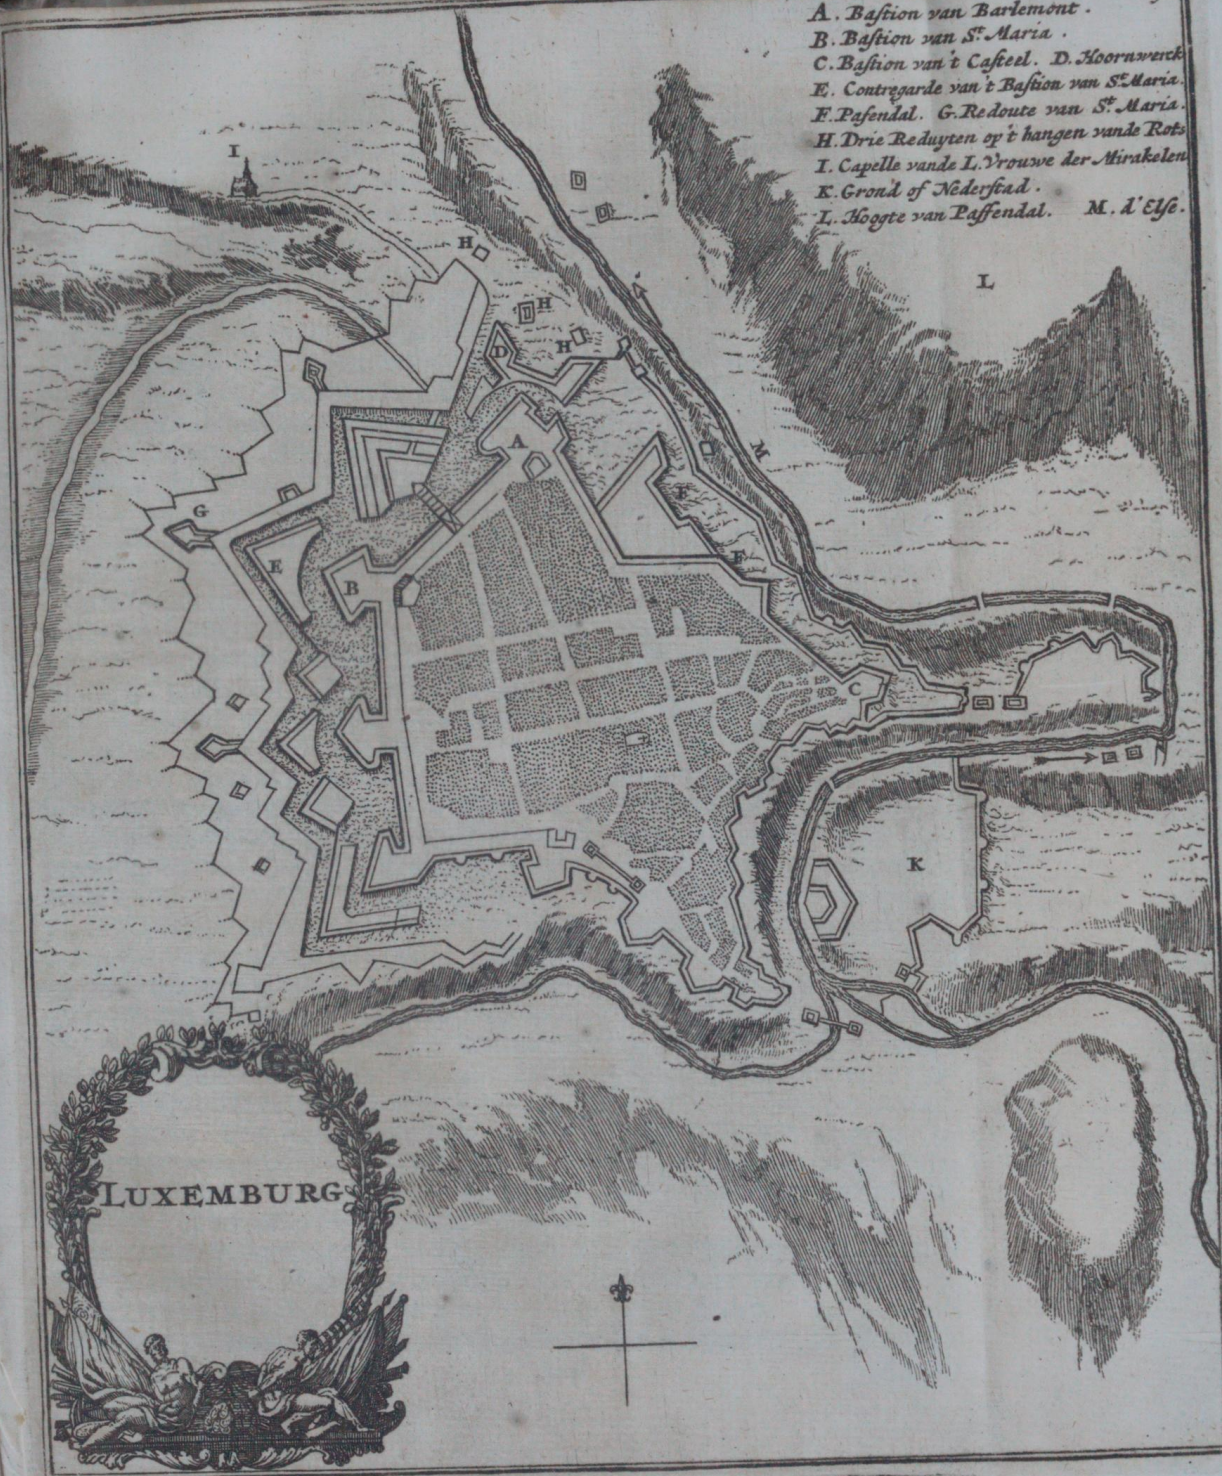 A. Baſtion van Barlemont.
B. Baſtion van Sᵗ. Maria.
C. Baſtion van't Caſteel. D. Hoornwerck
E. Contregarde van't Baſtion van Sᵗ. Maria.
F. Pafendal. G. Redoute van Sᵗ. Maria.
H. Drie Reduyten op't hangen vande Rots
I. Capelle vande L. Vrouwe der Mirakelen
K. Grond of Nederſtad.
L. Hoogte van Paffendal. M. d'Elſe.
I
D
D
H
L
H
D
H
A
M
F
G
E
F
B
C
K
LUXEMBURG